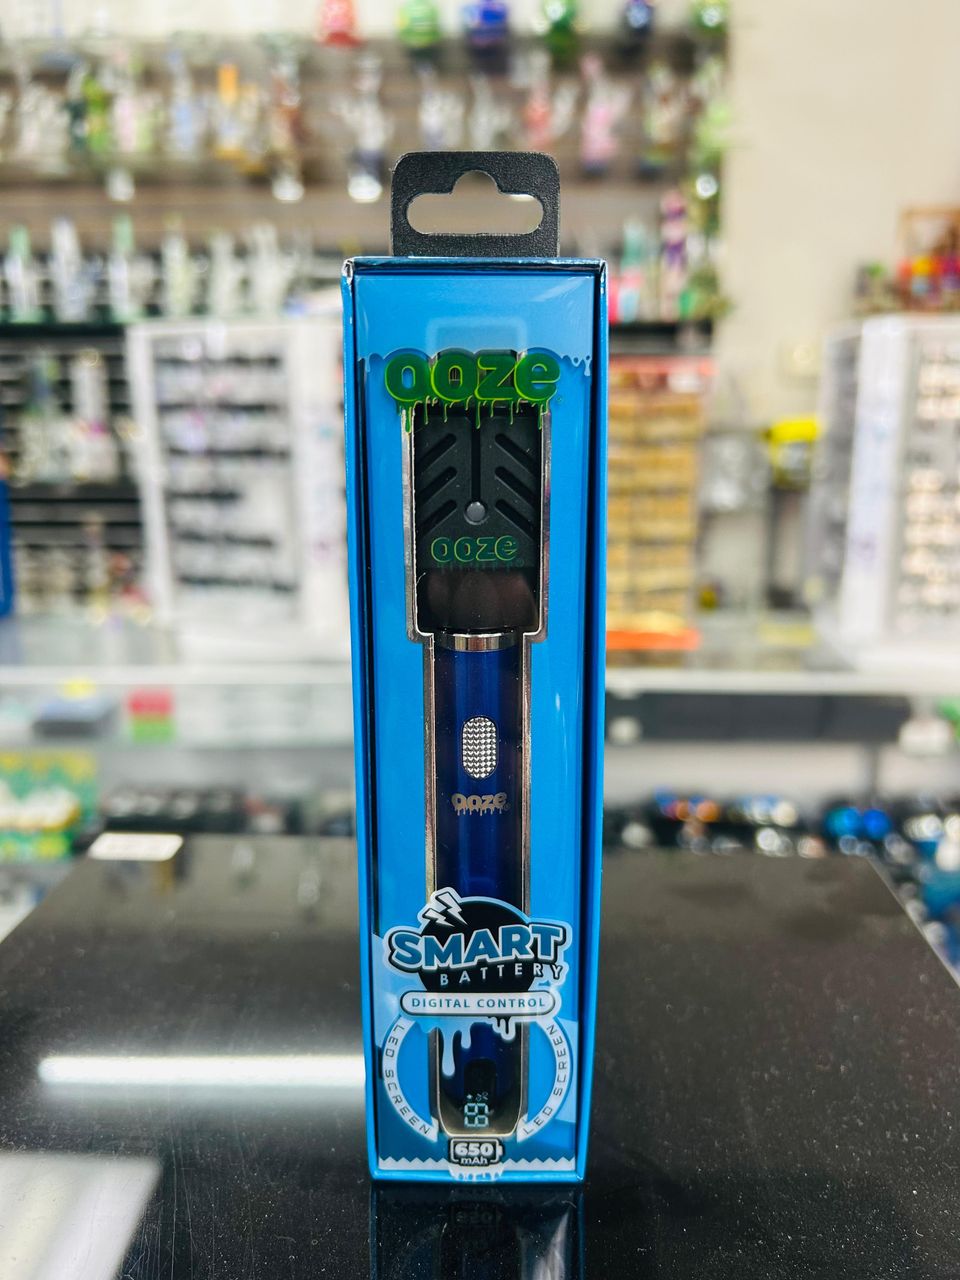 ooze
ooze
ooze
SMART
BATTERY
DIGITAL CONTROL
LED SCREEN
LED SCREEN
650
mAh